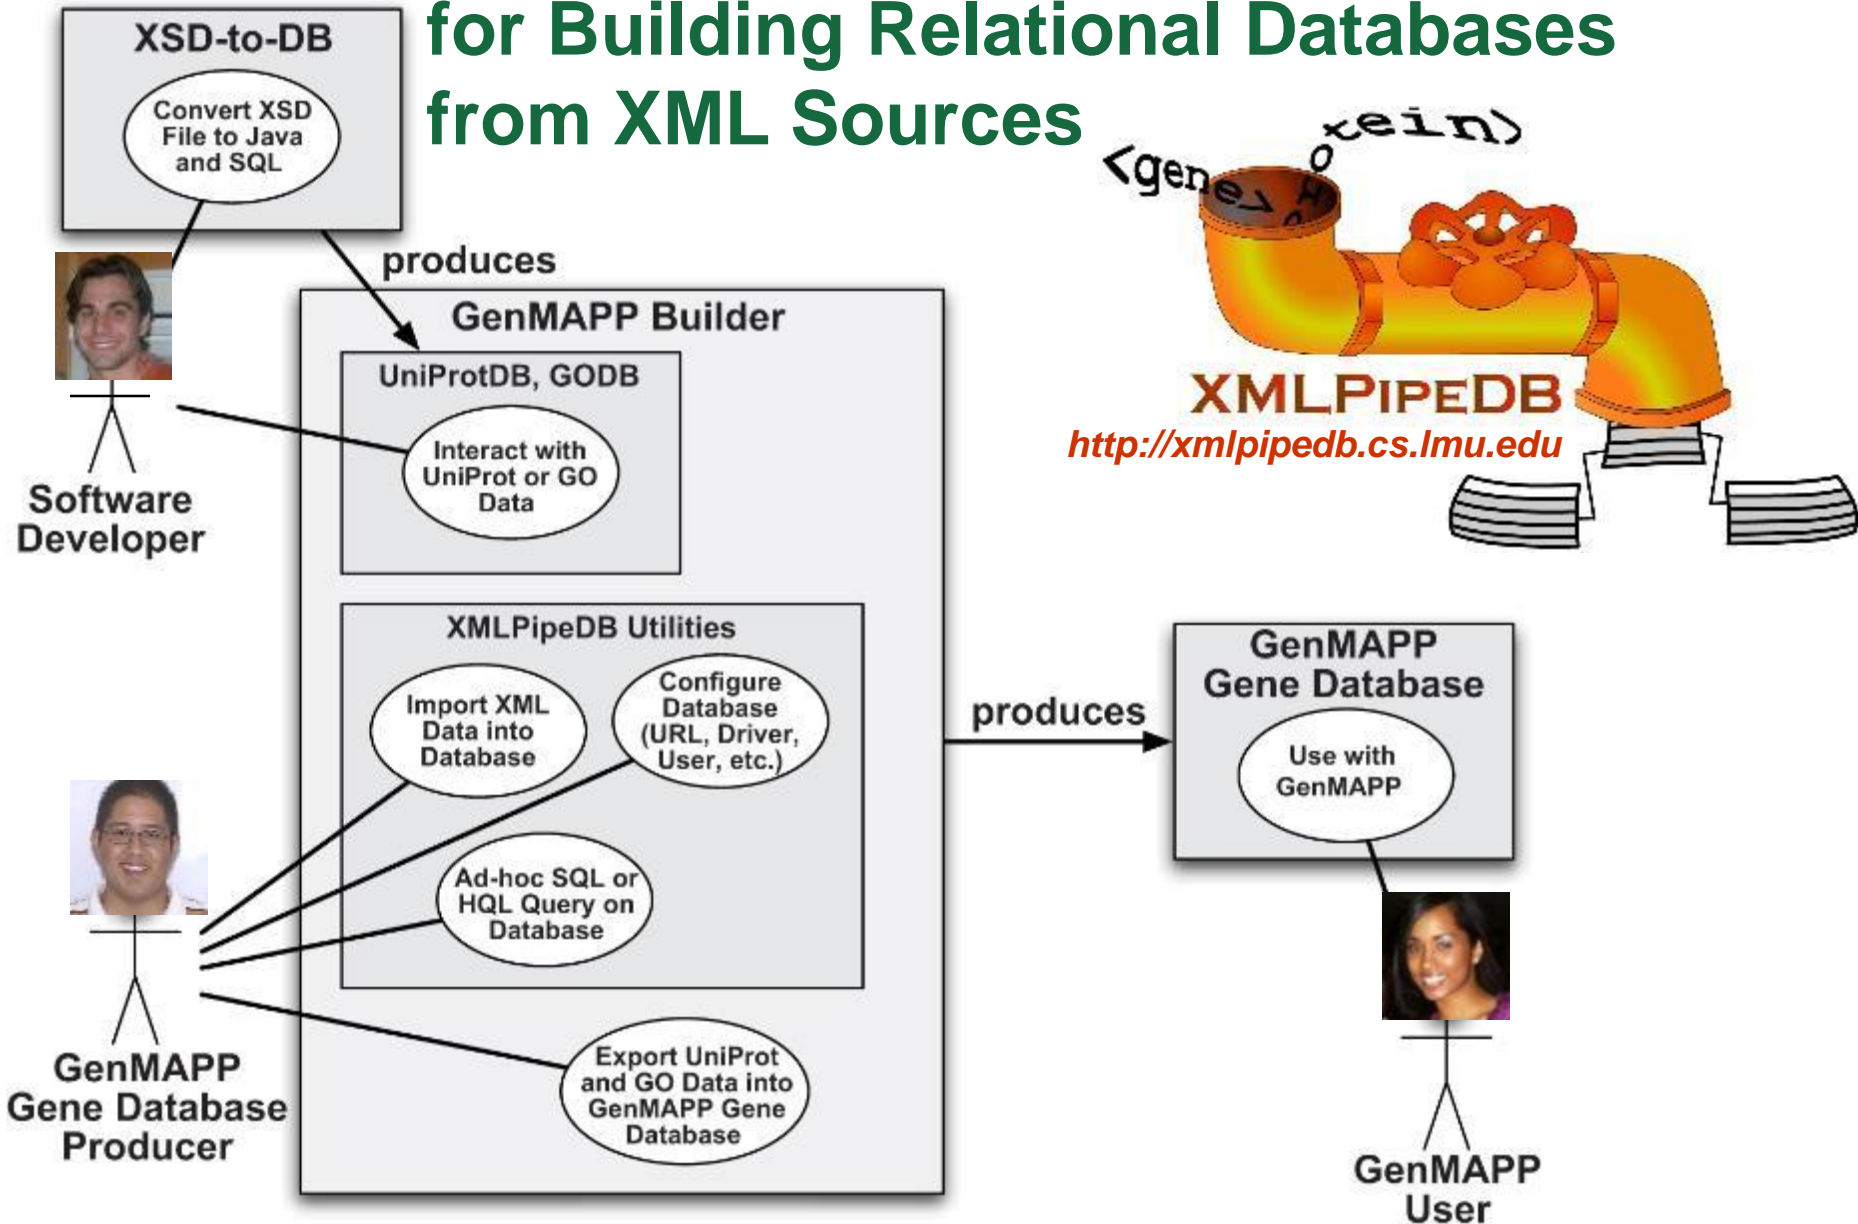 for Building Relational Databases
from XML Sources
XSD-to-DB
Convert XSD
File to Java
and SQL
produces
Software
Developer
GenMAPP Builder
UniProtDB, GODB
Interact with
UniProt or GO
Data
XMLPipeDB Utilities
Import XML
Data into
Database
Configure
Database
(URL, Driver,
User, etc.)
Ad-hoc SQL or
HQL Query on
Database
Export UniProt
and GO Data into
GenMAPP Gene
Database
GenMAPP
Gene Database
Producer
produces
GenMAPP
Gene Database
Use with
GenMAPP
GenMAPP
User
<gene>
XMLPIPEDB
http://xmlpipedb.cs.lmu.edu